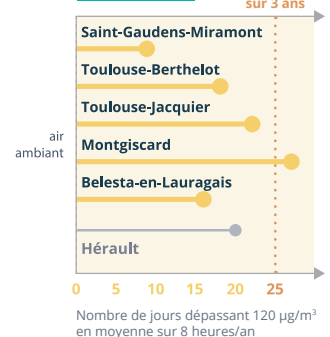 sur 3 ans
Saint-Gaudens-Miramont
Toulouse-Berthelot
Toulouse-Jacquier
air
ambiant
Montgiscard
Belesta-en-Lauragais
Hérault
0 5 10 15 20 25
Nombre de jours dépassant 120 µg/m³
en moyenne sur 8 heures/an